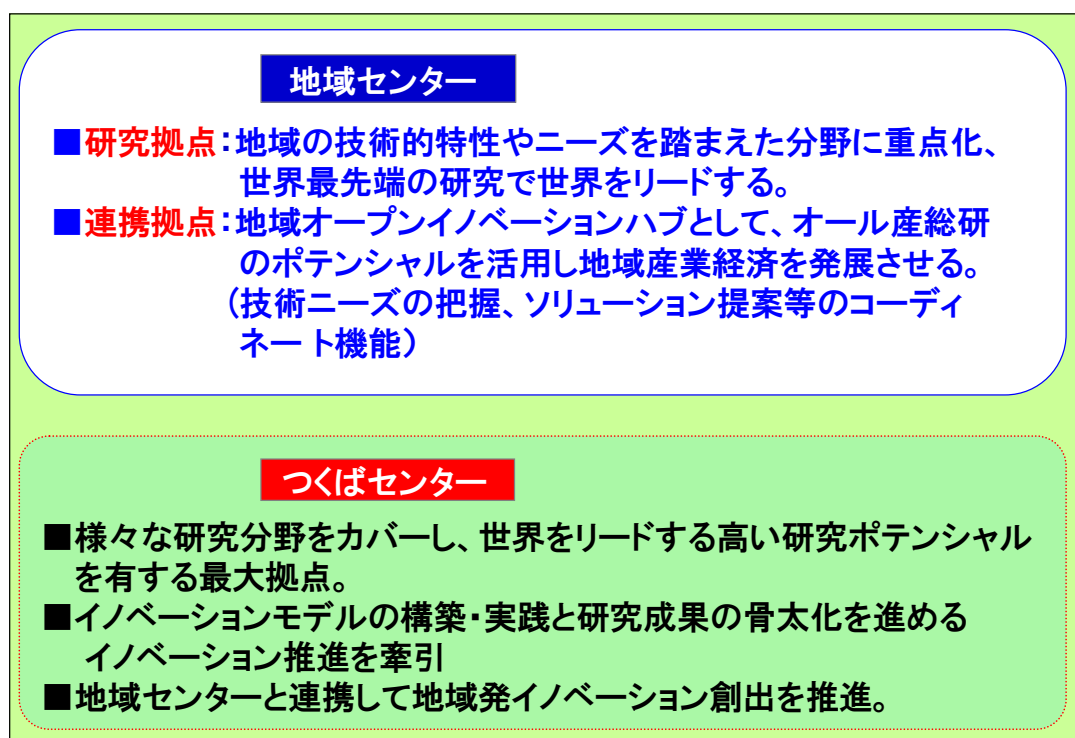 地域センター
■研究拠点：地域の技術的特性やニーズを踏まえた分野に重点化、
世界最先端の研究で世界をリードする。
■連携拠点：地域オープンイノベーションハブとして、オール産総研
のポテンシャルを活用し地域産業経済を発展させる。
（技術ニーズの把握、ソリューション提案等のコーディ
ネート機能）
つくばセンター
■様々な研究分野をカバーし、世界をリードする高い研究ポテンシャル
を有する最大拠点。
■イノベーションモデルの構築・実践と研究成果の骨太化を進める
イノベーション推進を牽引
■地域センターと連携して地域発イノベーション創出を推進。